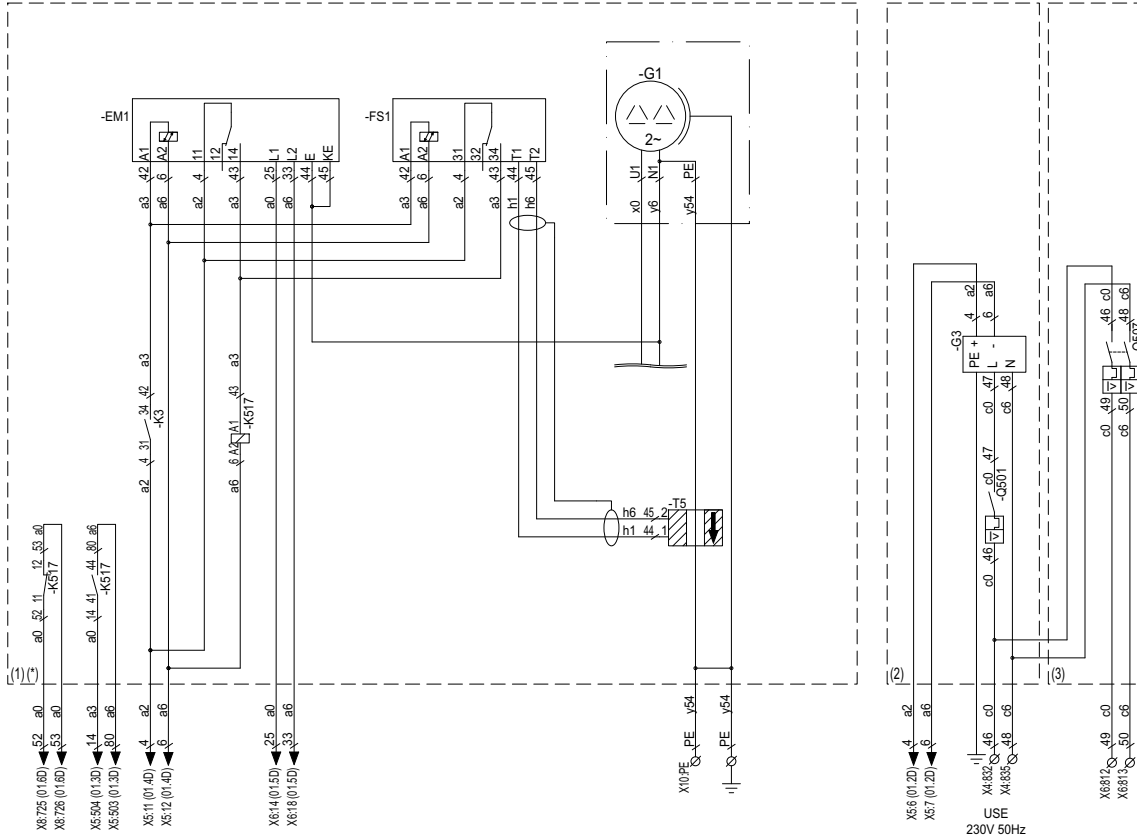 -EM1
A1
A2
11
12
14
L1
L2
E
KE
42
6
4
43
25
33
44
45
a3
a6
a2
a3
a0
a6
-FS1
A1
A2
31
32
34
T1
T2
42
6
4
43
44
45
a3
a6
a2
a3
h1
h6
-G1
2~
U1
N1
PE
x0
y6
y54
a3
42
34
-K3
31
4
a2
a3
43
A1
-K517
A2
6
a6
h6 45 2
h1 44 1
-T5
a0
53
12
-K517
11
52
a0
a6
80
44
-K517
41
14
a0
(1) (*)
a0
a0
a3
a6
a2
a6
a0
a6
y54
y54
52
53
14
80
4
6
25
33
PE
PE
X8:725 (01.6D)
X8:726 (01.6D)
X5:504 (01.3D)
X5:503 (01.3D)
X5:11 (01.4D)
X5:12 (01.4D)
X6:14 (01.5D)
X6:18 (01.5D)
X10:PE
a2
a6
4
6
-G3
PE
+
-
L
N
47
48
c0
c6
47
c0
-Q501
I>
46
c0
(2)
a2
a6
c0
c6
4
6
46
48
X5:6 (01.2D)
X5:7 (01.2D)
X4:832
X4:835
USE
230V 50Hz
c0
c6
46
48
I>
I>
49
50
c0
c6
(3)
c0
c6
49
50
X6:812
X6:813